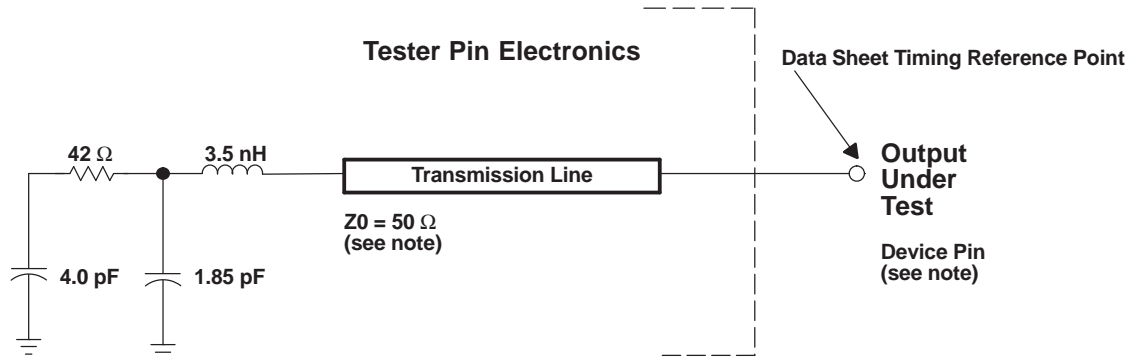 Tester Pin Electronics
Data Sheet Timing Reference Point
42 Ω
3.5 nH
Transmission Line
Output
Under
Test
Z0 = 50 Ω
(see note)
Device Pin
(see note)
4.0 pF
1.85 pF